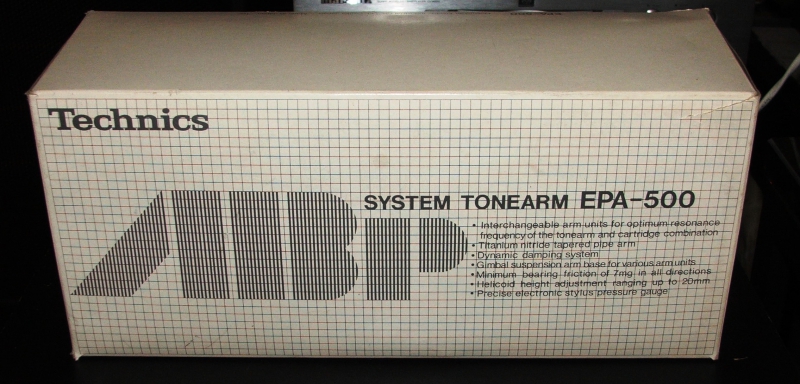 Technics
SYSTEM TONEARM EPA-500
• Interchangeable arm units for optimum resonance
frequency of the tonearm and cartridge combination
• Titanium nitride tapered pipe arm
• Dynamic damping system
• Gimbal suspension arm base for various arm units
• Minimum bearing friction of 7mg in all directions
• Helicoid height adjustment ranging up to 20mm
• Precise electronic stylus pressure gauge